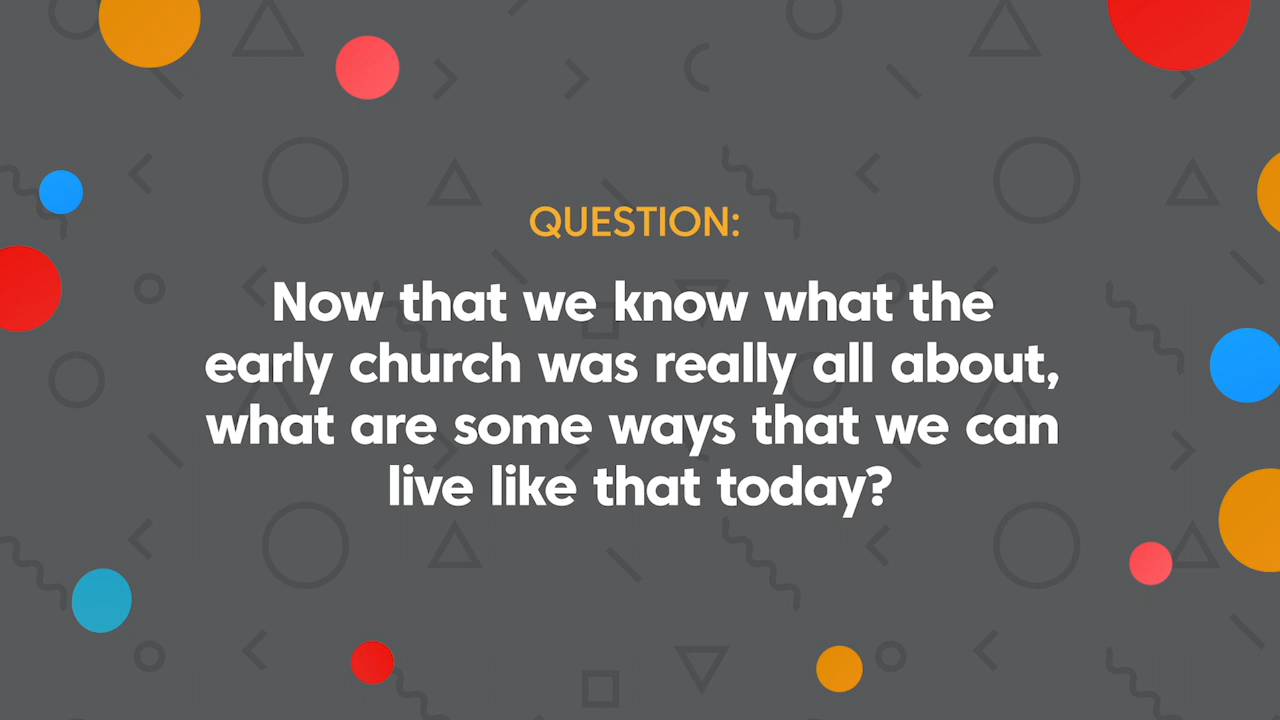 QUESTION:
Now that we know what the
early church was really all about,
what are some ways that we can
live like that today?